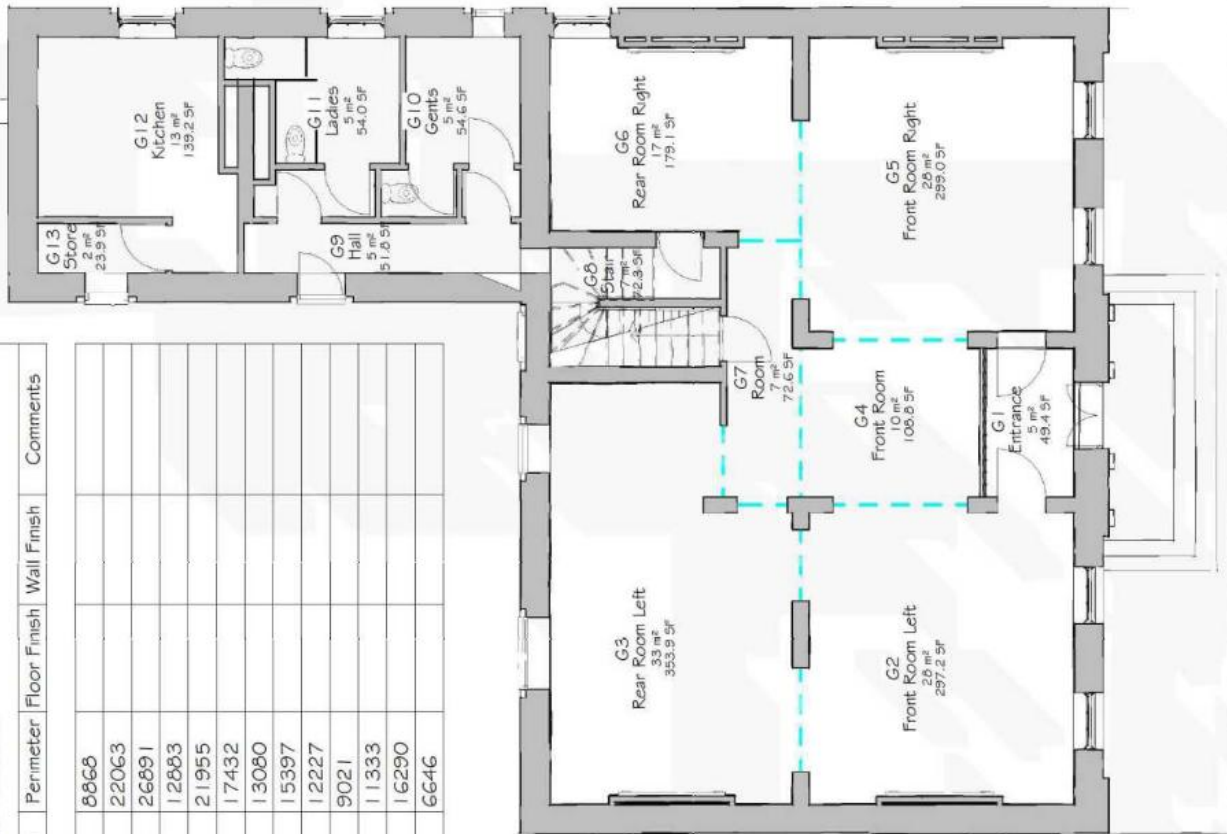 Perimeter Floor Finish Wall Finish Comments
8868
22063
26891
12883
21955
17432
13080
15397
12227
9021
11333
16290
6646
G12
Kitchen
13 m²
139.2 SF
G11
Ladies
5 m²
54.0 SF
G10
Gents
5 m²
54.6 SF
G13
Store
2 m²
23.9 SF
G9
Hall
5 m²
51.8 SF
G8
Stair
7 m²
72.3 SF
G6
Rear Room Right
17 m²
179.1 SF
G5
Front Room Right
28 m²
299.0 SF
G7
Room
7 m²
72.6 SF
G4
Front Room
10 m²
108.8 SF
G1
Entrance
5 m²
49.4 SF
G3
Rear Room Left
33 m²
353.9 SF
G2
Front Room Left
28 m²
297.2 SF